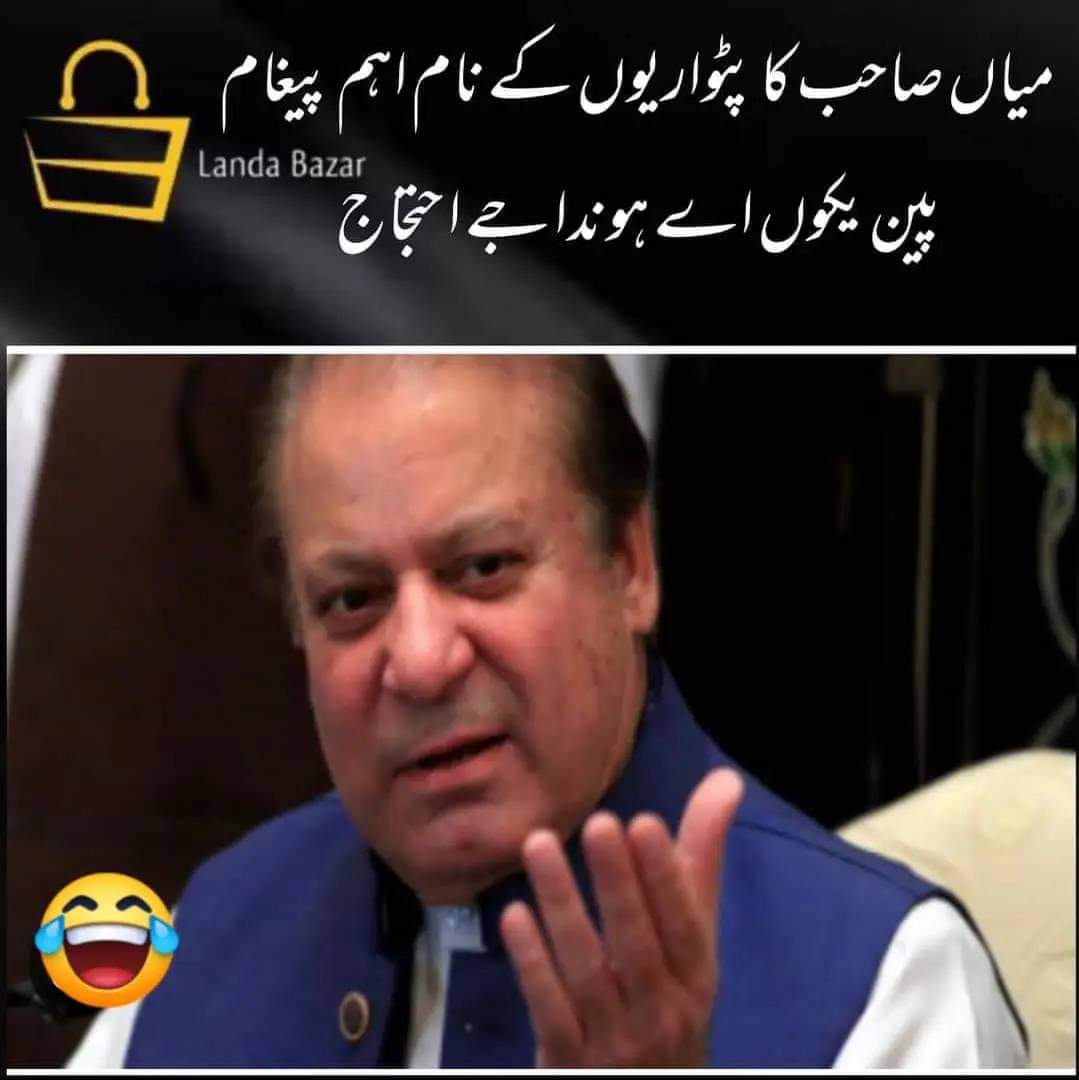 میاں صاحب کا پٹواریوں کے نام اہم پیغام
Landa Bazar
پین یکوں اے ہوندا جے احتجاج